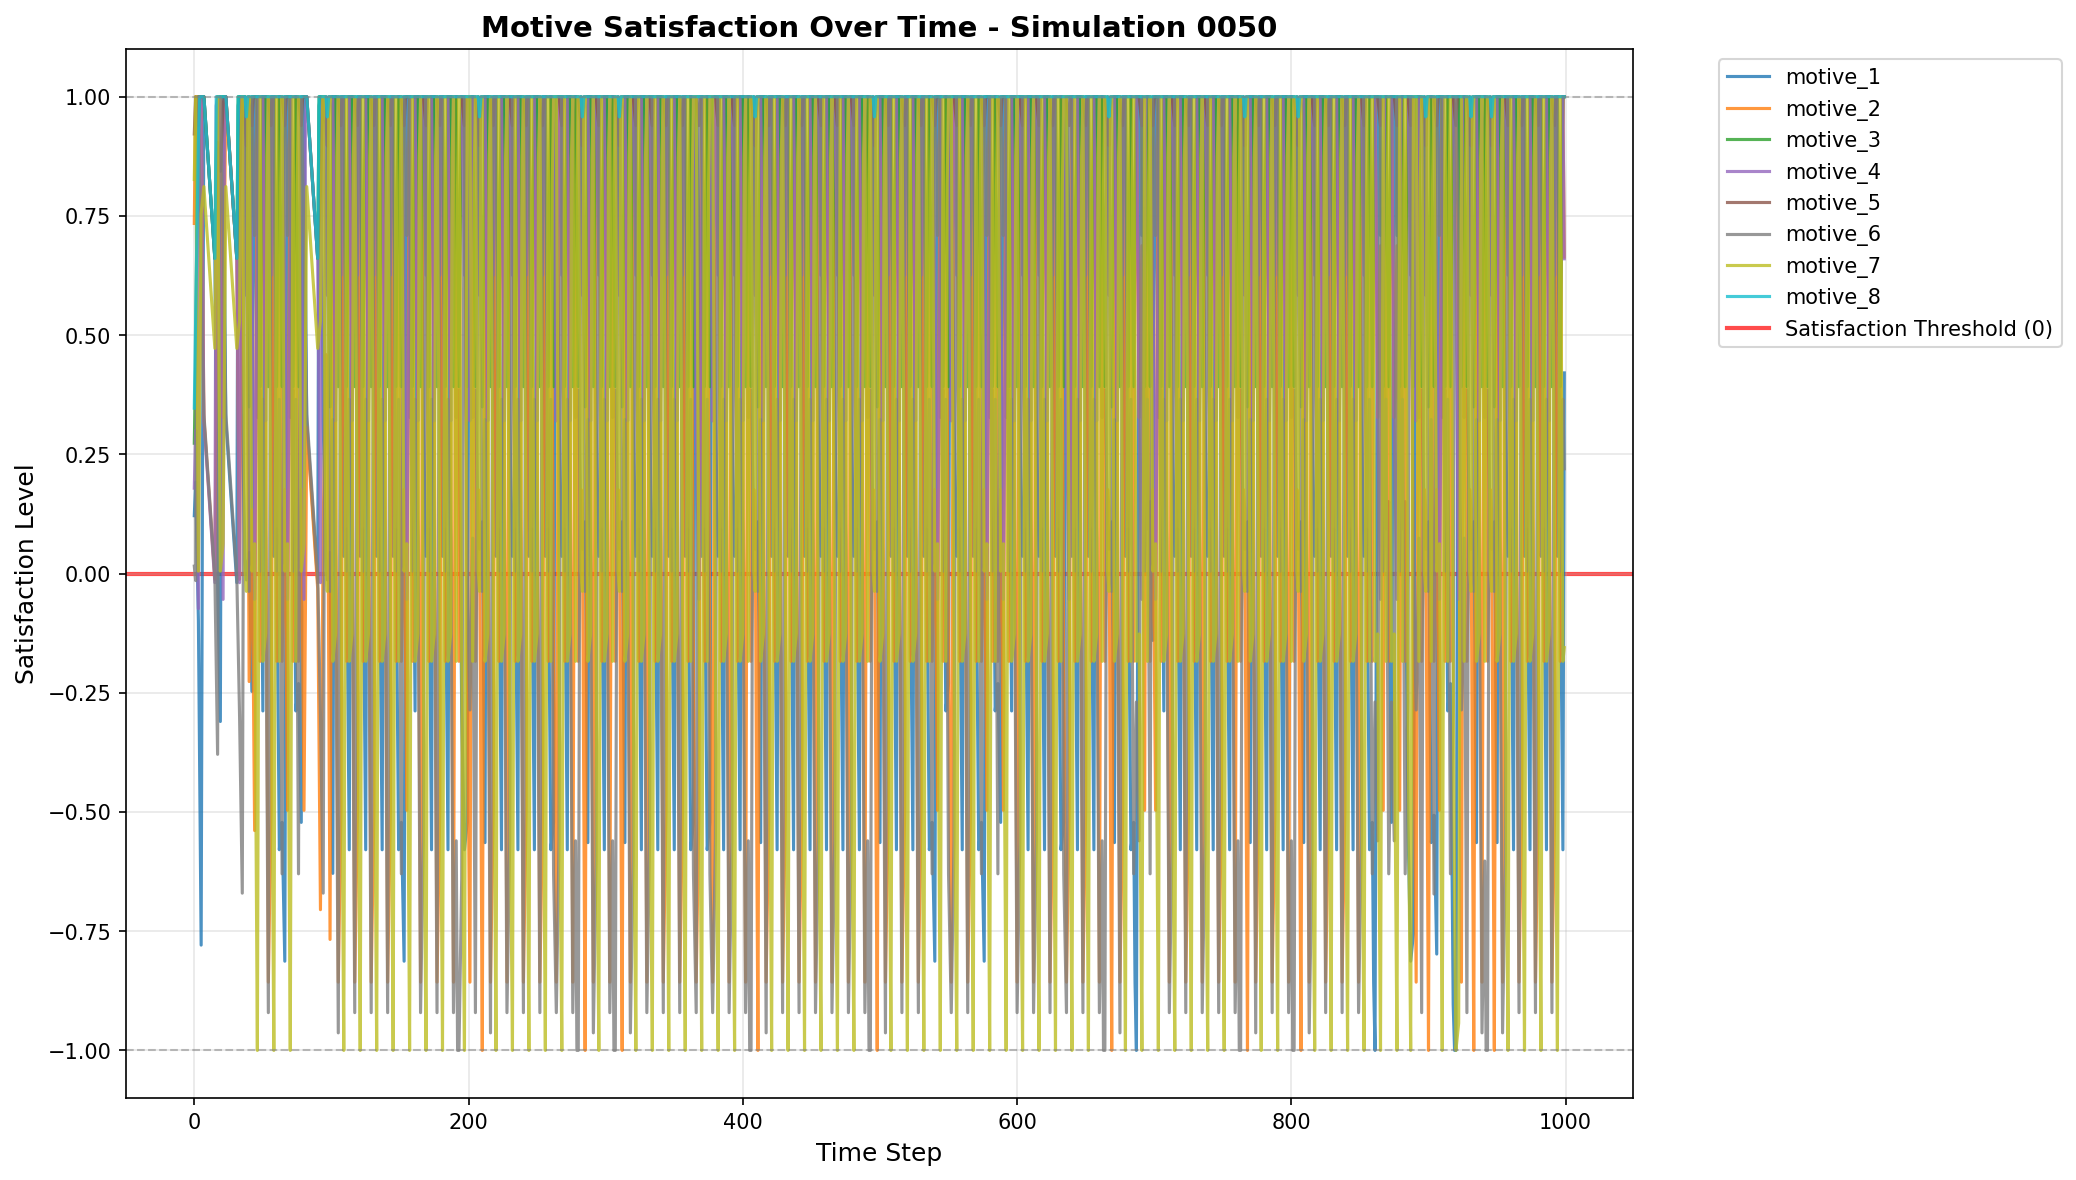 Motive Satisfaction Over Time - Simulation 0050
1.00
0.75
0.50
0.25
0.00
−0.25
−0.50
−0.75
−1.00
Satisfaction Level
0
200
400
600
800
1000
Time Step
motive_1
motive_2
motive_3
motive_4
motive_5
motive_6
motive_7
motive_8
Satisfaction Threshold (0)